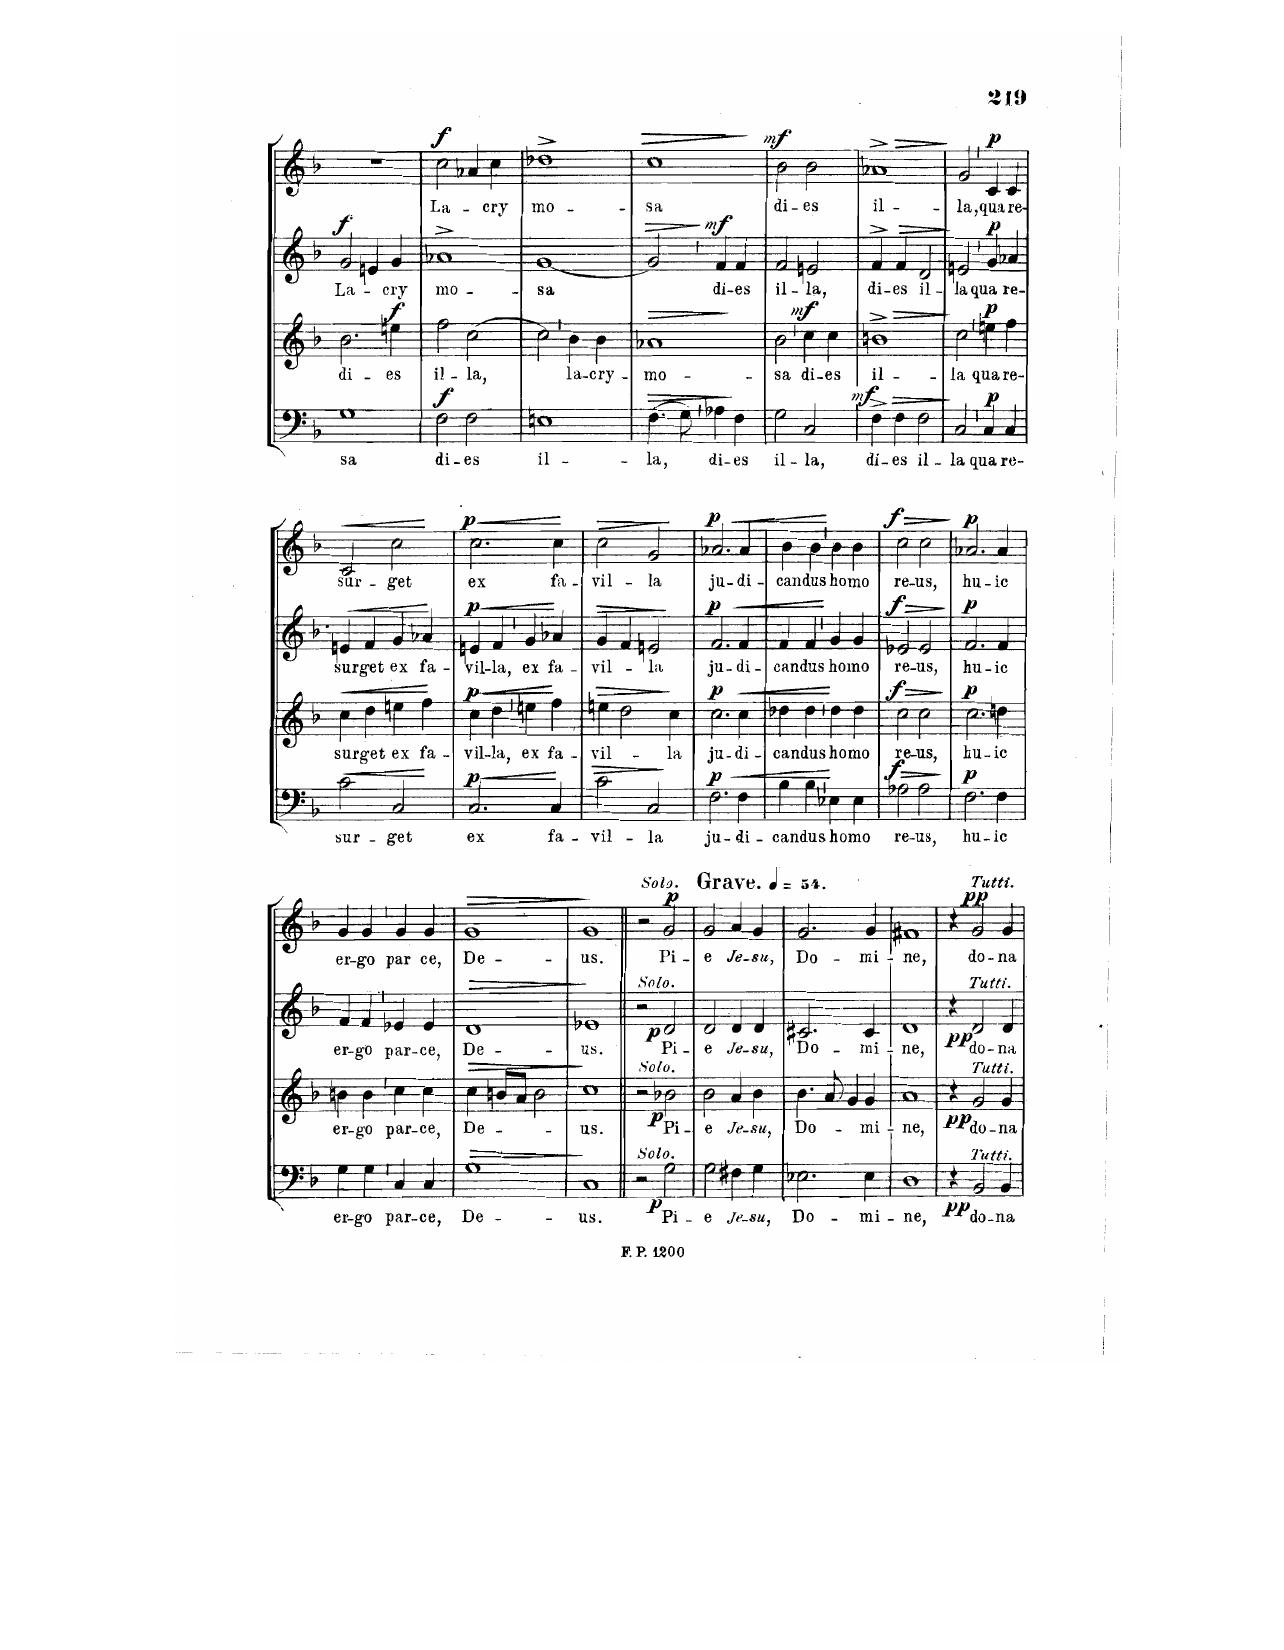 219
f
La - cry mo - - sa di - es il - - la, qua re-
f
mf
p
La - cry mo - - sa di-es il - la, di-es il - la qua re-
f
mf
p
di - es il - la, la-cry - mo - - sa di-es il - - la qua re-
f
mf
p
sa di-es il - - la, di-es il - la, di-es il - la qua re-
p
p
f
p
sur - get ex fa - vil - la ju-di-candus homo re-us, hu-ic
p
p
f
p
surget ex fa - vil-la, ex fa - vil - la ju-di-candus homo re-us, hu-ic
p
p
f
p
surget ex fa - vil-la, ex fa - vil - la ju-di-candus homo re-us, hu-ic
p
p
f
p
sur - get ex fa - vil - la ju-di-candus homo re-us, hu-ic
Solo. Grave. ♩ = 54. Tutti.
p
pp
er-go par ce, De - - us. Pi - e Je-su, Do - mi - ne, do-na
Solo. Tutti.
p
pp
er-go par-ce, De - - us. Pi - e Je-su, Do - mi - ne, do-na
Solo. Tutti.
p
pp
er-go par-ce, De - - us. Pi - e Je-su, Do - mi - ne, do-na
Solo. Tutti.
p
pp
er-go par-ce, De - - us. Pi - e Je-su, Do - mi - ne, do-na
F. P. 1200